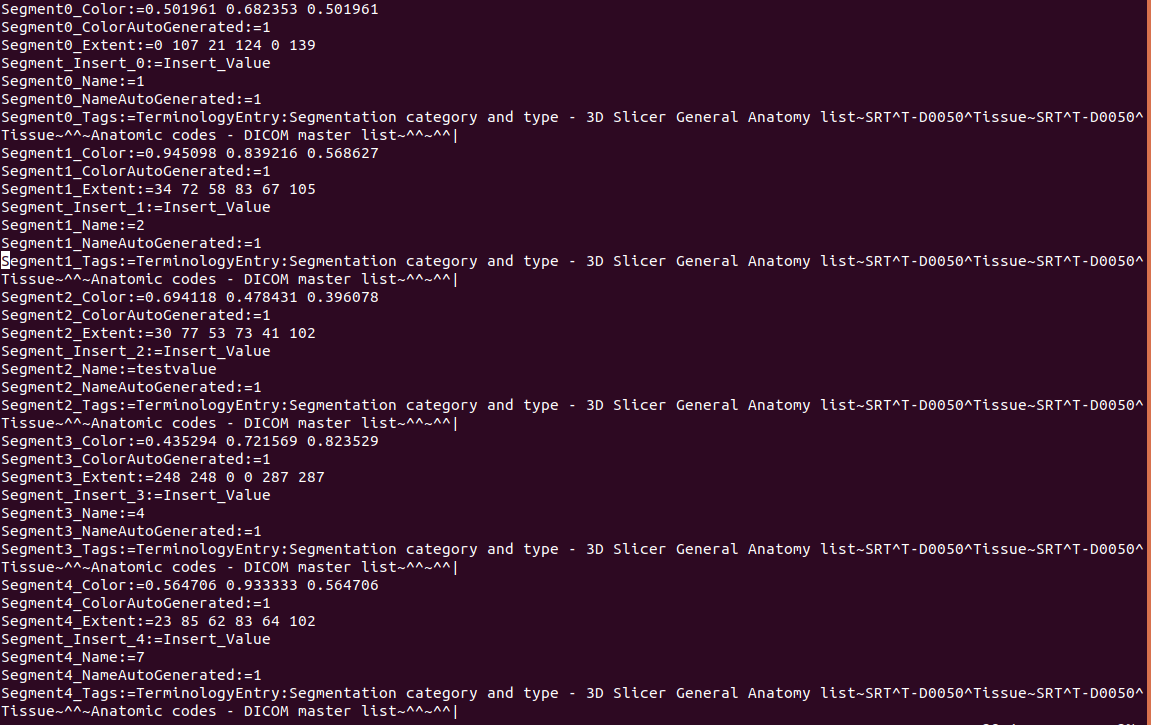 Segment0_Color:=0.501961 0.682353 0.501961
Segment0_ColorAutoGenerated:=1
Segment0_Extent:=0 107 21 124 0 139
Segment_Insert_0:=Insert_Value
Segment0_Name:=1
Segment0_NameAutoGenerated:=1
Segment0_Tags:=TerminologyEntry:Segmentation category and type - 3D Slicer General Anatomy list~SRT^T-D0050^Tissue~SRT^T-D0050^
Tissue~^^~Anatomic codes - DICOM master list~^^~^^|
Segment1_Color:=0.945098 0.839216 0.568627
Segment1_ColorAutoGenerated:=1
Segment1_Extent:=34 72 58 83 67 105
Segment_Insert_1:=Insert_Value
Segment1_Name:=2
Segment1_NameAutoGenerated:=1
Segment1_Tags:=TerminologyEntry:Segmentation category and type - 3D Slicer General Anatomy list~SRT^T-D0050^Tissue~SRT^T-D0050^
Tissue~^^~Anatomic codes - DICOM master list~^^~^^|
Segment2_Color:=0.694118 0.478431 0.396078
Segment2_ColorAutoGenerated:=1
Segment2_Extent:=30 77 53 73 41 102
Segment_Insert_2:=Insert_Value
Segment2_Name:=testvalue
Segment2_NameAutoGenerated:=1
Segment2_Tags:=TerminologyEntry:Segmentation category and type - 3D Slicer General Anatomy list~SRT^T-D0050^Tissue~SRT^T-D0050^
Tissue~^^~Anatomic codes - DICOM master list~^^~^^|
Segment3_Color:=0.435294 0.721569 0.823529
Segment3_ColorAutoGenerated:=1
Segment3_Extent:=248 248 0 0 287 287
Segment_Insert_3:=Insert_Value
Segment3_Name:=4
Segment3_NameAutoGenerated:=1
Segment3_Tags:=TerminologyEntry:Segmentation category and type - 3D Slicer General Anatomy list~SRT^T-D0050^Tissue~SRT^T-D0050^
Tissue~^^~Anatomic codes - DICOM master list~^^~^^|
Segment4_Color:=0.564706 0.933333 0.564706
Segment4_ColorAutoGenerated:=1
Segment4_Extent:=23 85 62 83 64 102
Segment_Insert_4:=Insert_Value
Segment4_Name:=7
Segment4_NameAutoGenerated:=1
Segment4_Tags:=TerminologyEntry:Segmentation category and type - 3D Slicer General Anatomy list~SRT^T-D0050^Tissue~SRT^T-D0050^
Tissue~^^~Anatomic codes - DICOM master list~^^~^^|